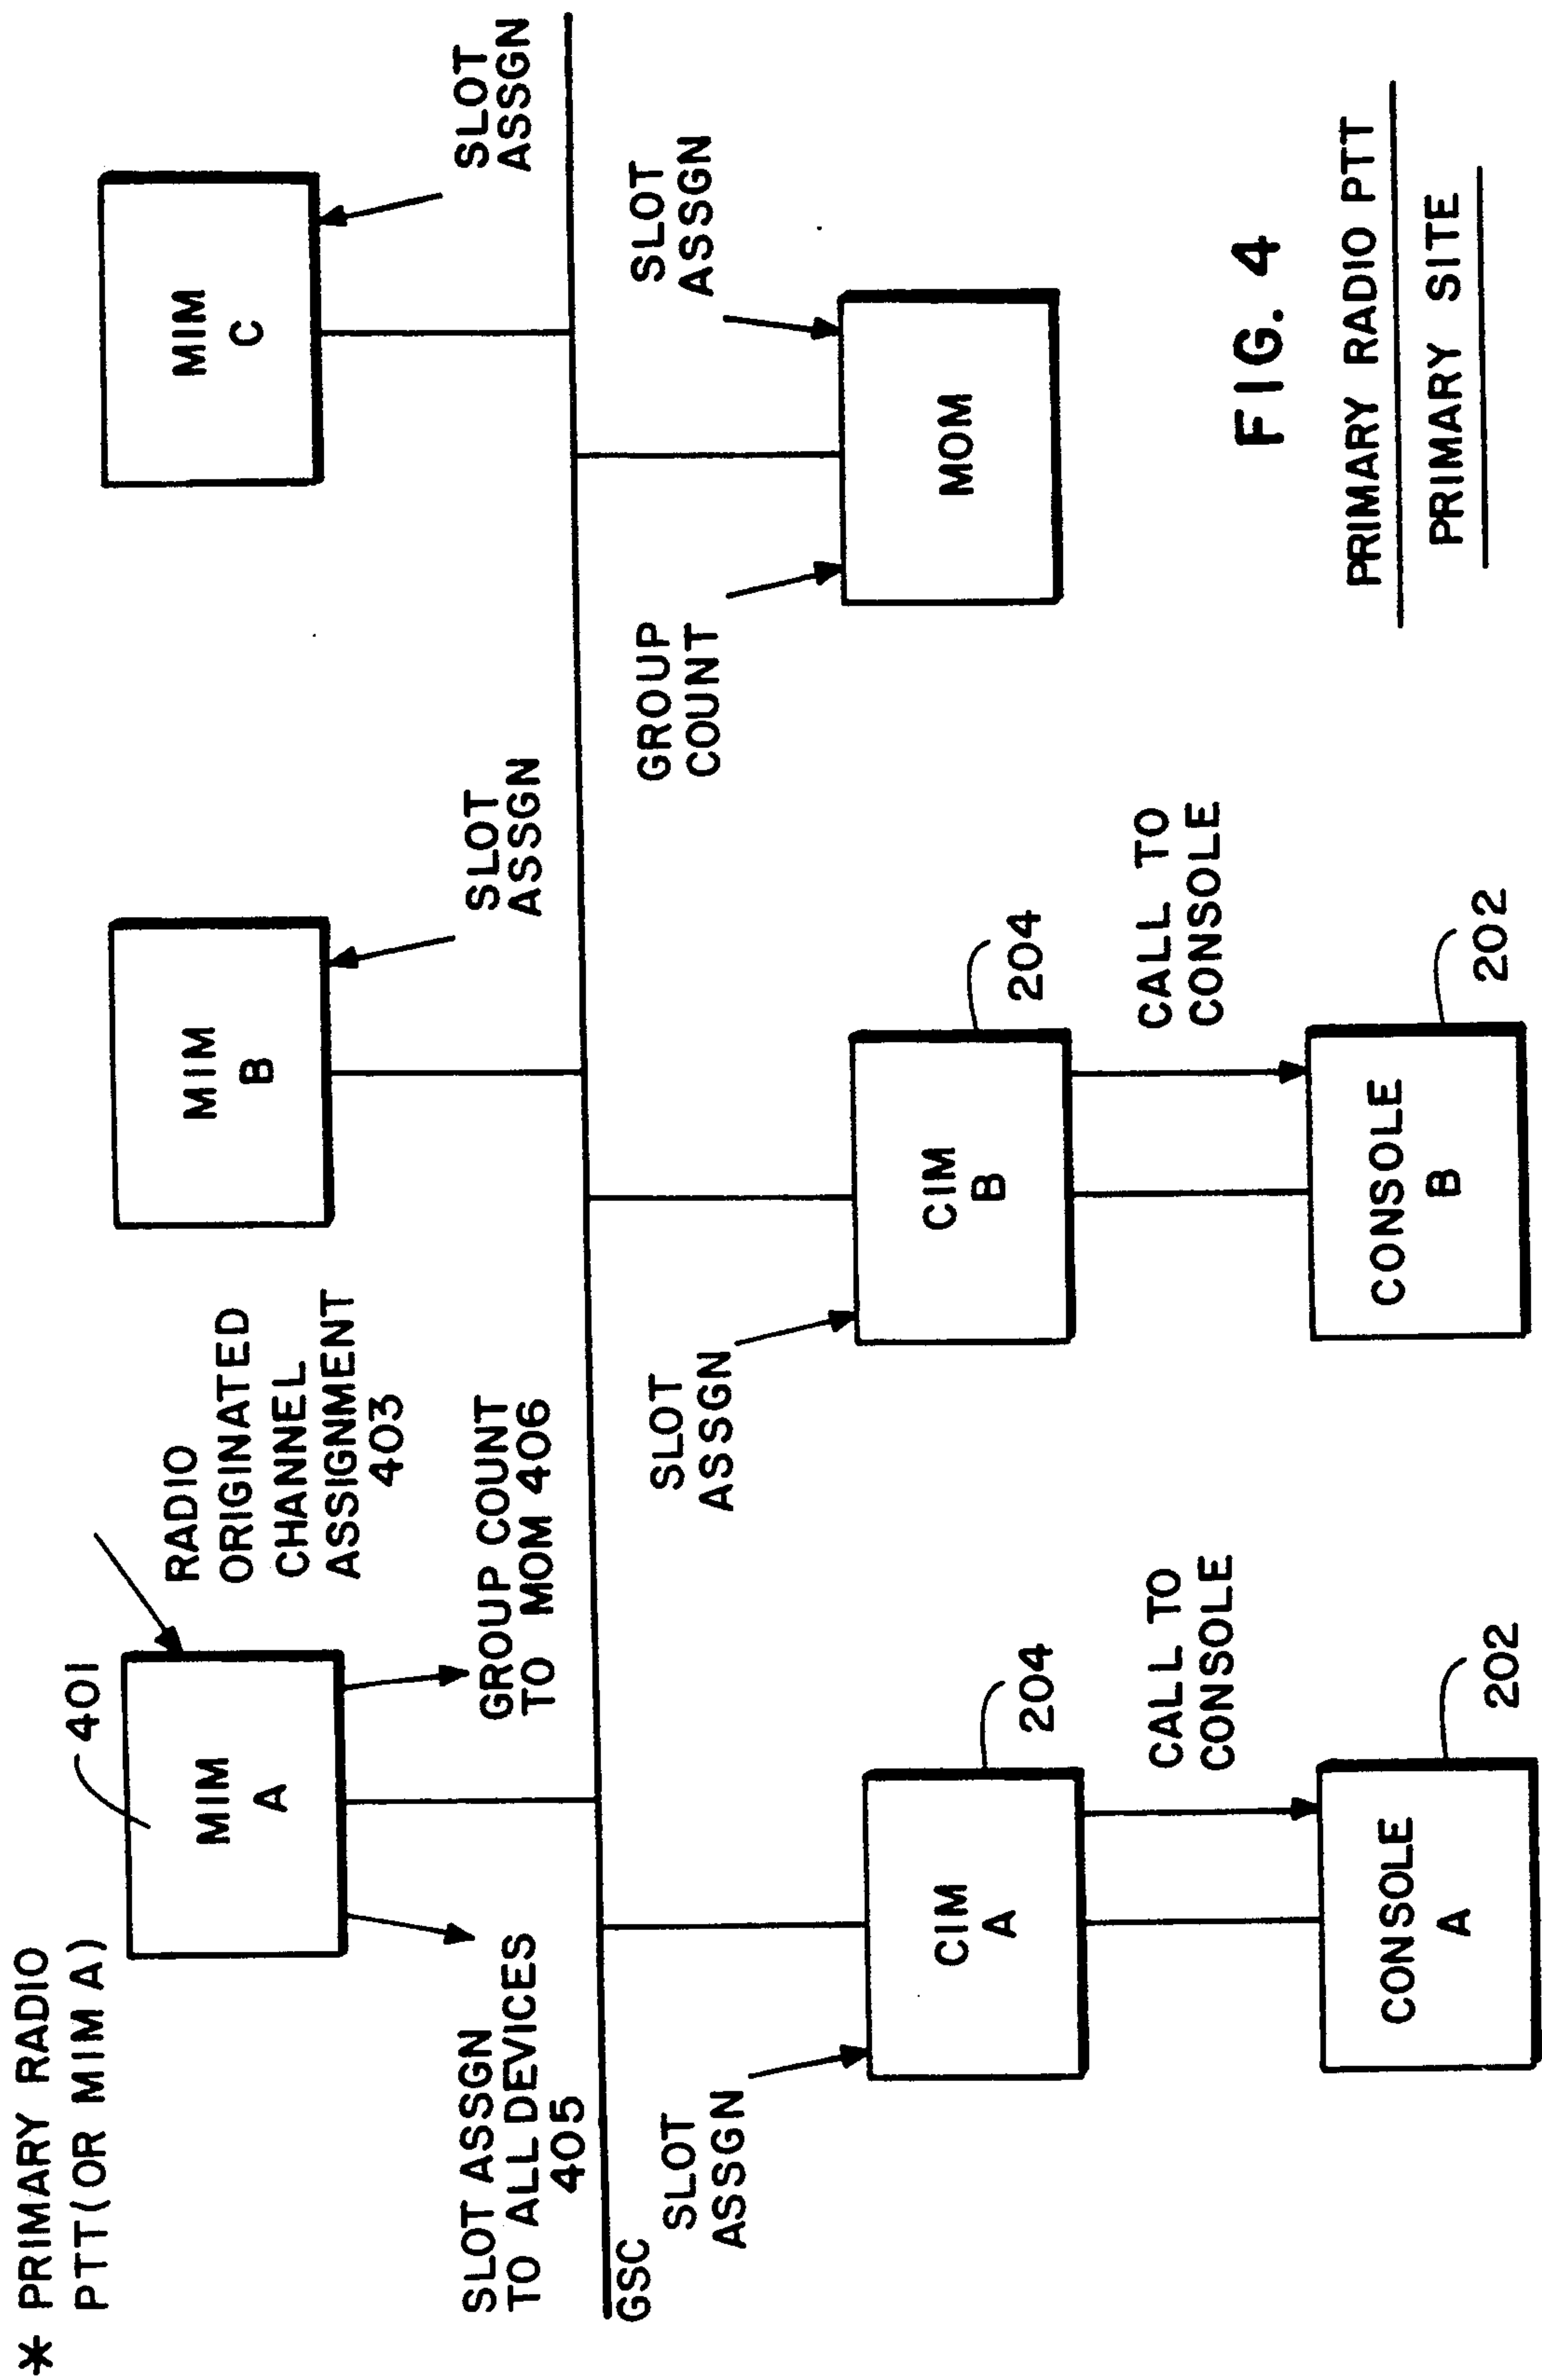 * PRIMARY RADIO
PTT (OR MIM A)
401
MIM
A
RADIO
ORIGINATED
CHANNEL
ASSIGNMENT
403
MIM
B
MIM
C
SLOT ASSGN
TO ALL DEVICES
405
GROUP COUNT
TO MOM 406
SLOT
ASSGN
SLOT
ASSGN
GSC
SLOT
ASSGN
CIM
A
204
SLOT
ASSGN
CIM
B
204
GROUP
COUNT
SLOT
ASSGN
MOM
CALL TO
CONSOLE
CALL TO
CONSOLE
CONSOLE
A
202
CONSOLE
B
202
FIG. 4
PRIMARY RADIO PTT
PRIMARY SITE